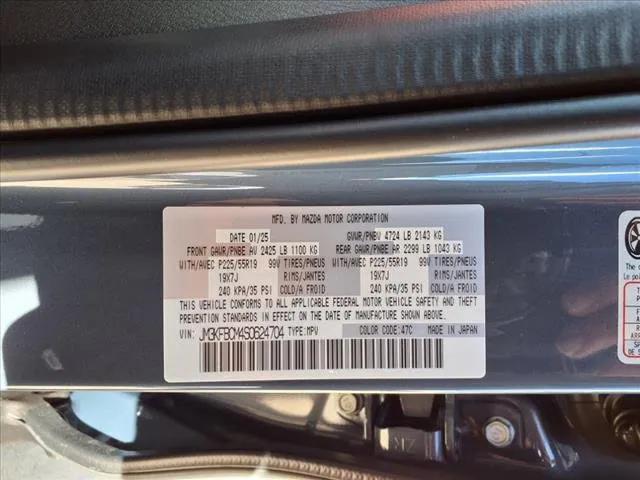 MFD. BY MAZDA MOTOR CORPORATION
DATE 01/25 GVWR/PNBV 4724 LB 2143 KG
FRONT GAWR/PNBE AV 2425 LB 1100 KG REAR GAWR/PNBE AR 2299 LB 1043 KG
WITH/AVEC P225/55R19 99V TIRES/PNEUS WITH/AVEC P225/55R19 99V TIRES/PNEUS
19X7J RIMS/JANTES 19X7J RIMS/JANTES
240 KPA/35 PSI COLD/A FROID 240 KPA/35 PSI COLD/A FROID
THIS VEHICLE CONFORMS TO ALL APPLICABLE FEDERAL MOTOR VEHICLE SAFETY AND THEFT
PREVENTION STANDARDS IN EFFECT ON THE DATE OF MANUFACTURE SHOWN ABOVE.
VIN: JM3KFBCM4S0624704 TYPE:MPV COLOR CODE:47C MADE IN JAPAN